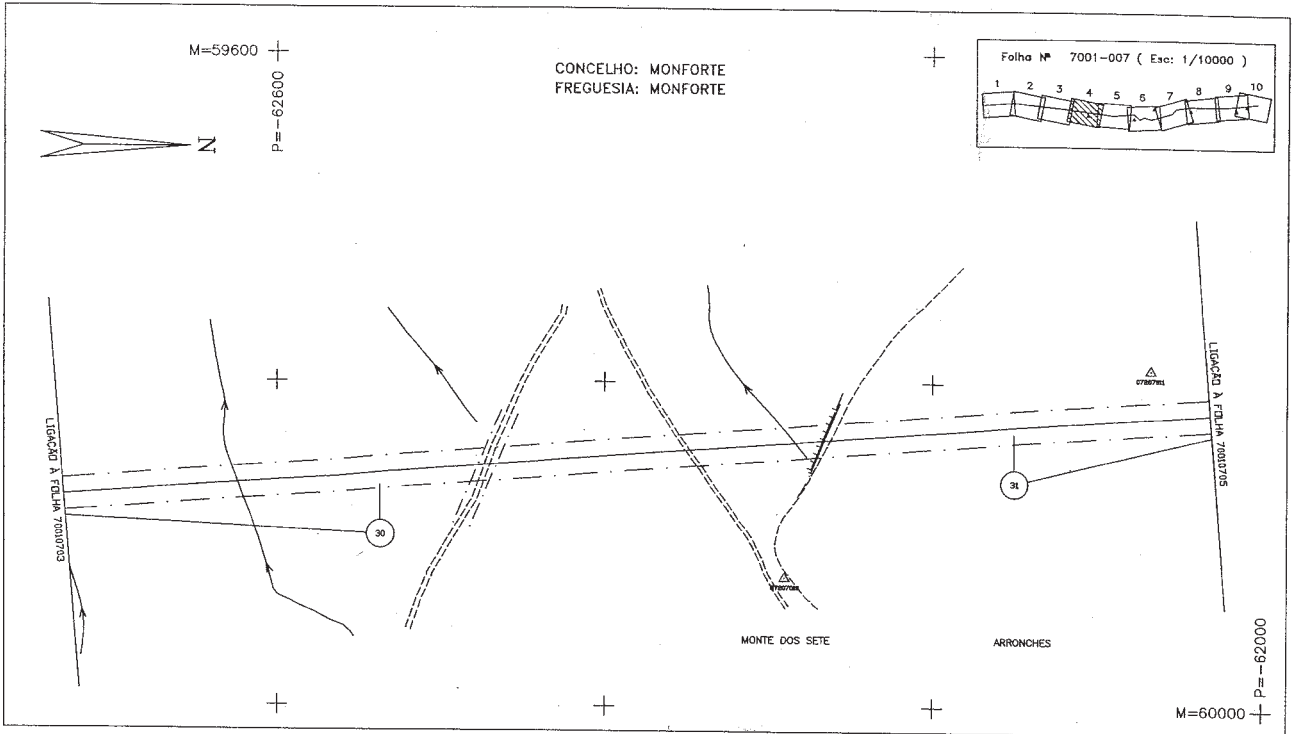 M=59600
P=-62600
N
CONCELHO: MONFORTE
FREGUESIA: MONFORTE
Folha Nº 7001-007 ( Esc: 1/10000 )
1 2 3 4 5 6 7 8 9 10
LIGAÇÃO À FOLHA 70010703
LIGAÇÃO À FOLHA 70010705
30
31
MONTE DOS SETE
ARRONCHES
P=-62000
M=60000